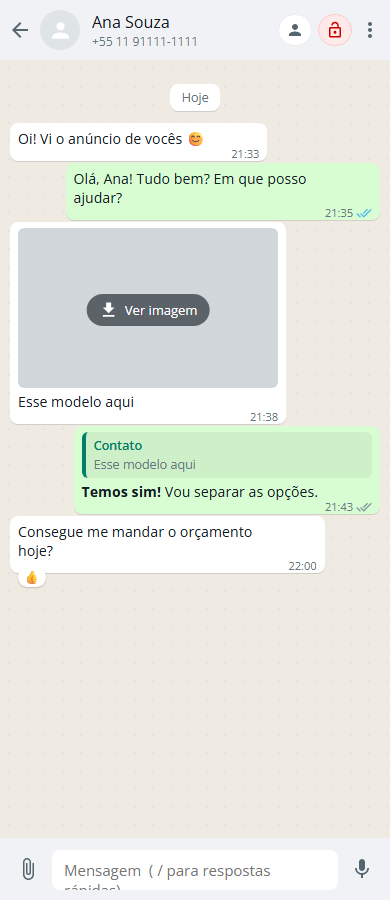 Ana Souza
+55 11 91111-1111
Hoje
Oi! Vi o anúncio de vocês 😊
21:33
Olá, Ana! Tudo bem? Em que posso
ajudar?
21:35
Ver imagem
Esse modelo aqui
21:38
Contato
Esse modelo aqui
Temos sim! Vou separar as opções.
21:43
Consegue me mandar o orçamento
hoje?
22:00
👍
Mensagem ( / para respostas
rápidas)